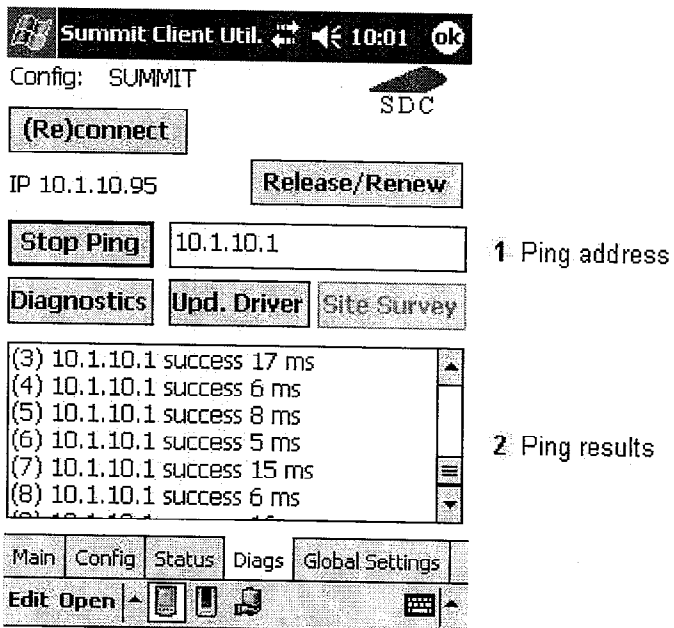 Summit Client Util. 10:01 ok
Config: SUMMIT
SDC
(Re)connect
IP 10.1.10.95
Release/Renew
Stop Ping
10.1.10.1
1 Ping address
Diagnostics
Upd. Driver
Site Survey
(3) 10.1.10.1 success 17 ms
(4) 10.1.10.1 success 6 ms
(5) 10.1.10.1 success 8 ms
(6) 10.1.10.1 success 5 ms
(7) 10.1.10.1 success 15 ms
(8) 10.1.10.1 success 6 ms
2 Ping results
Main Config Status Diags Global Settings
Edit Open